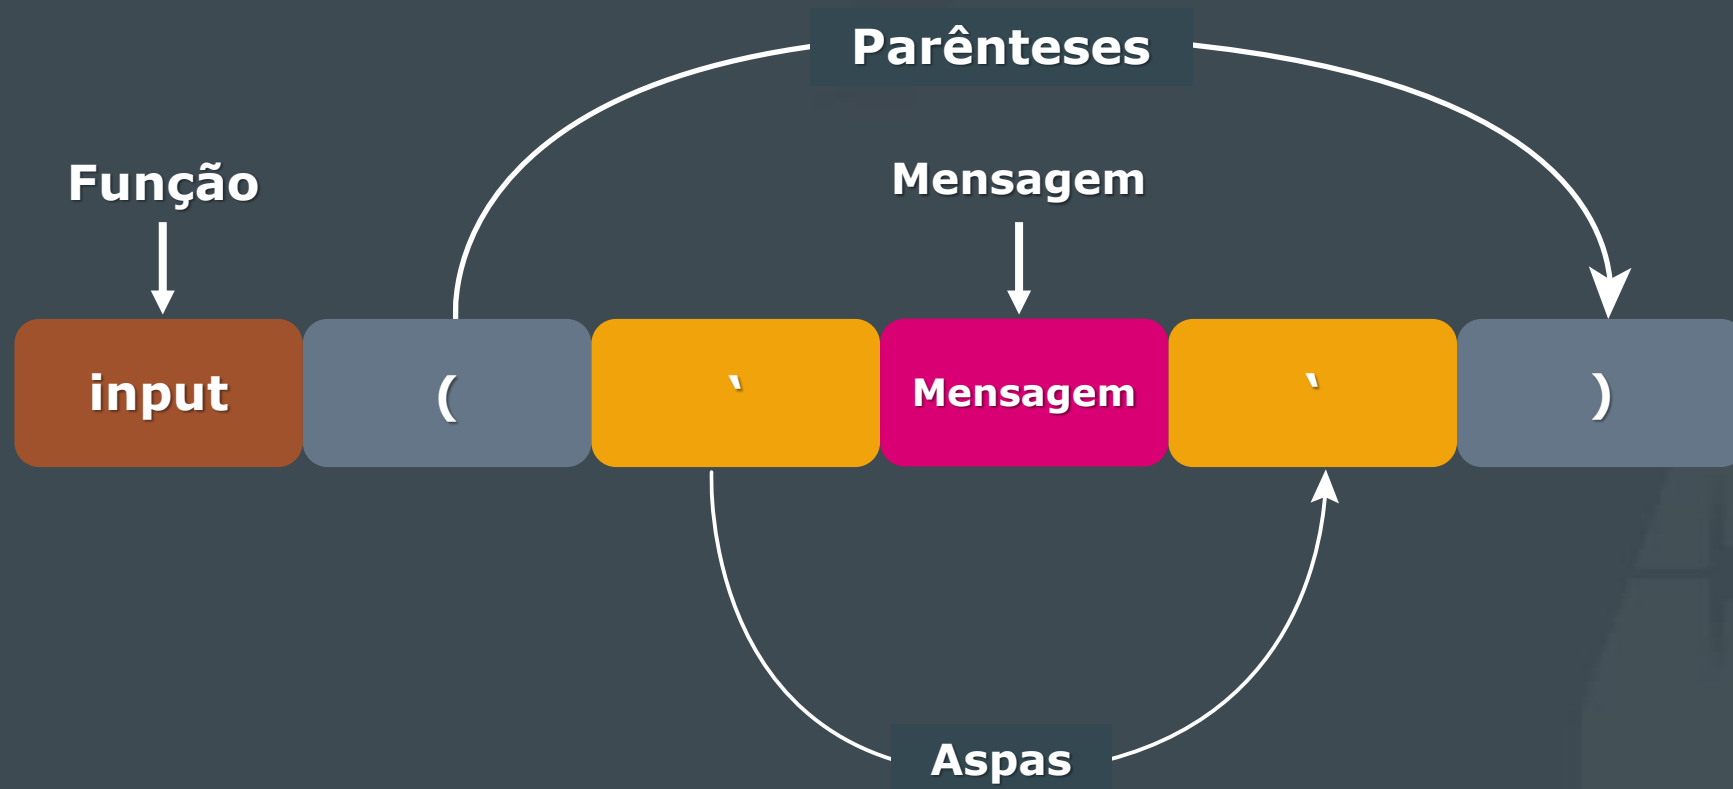 Parênteses
Função
Mensagem
input
(
‛
Mensagem
‛
)
Aspas